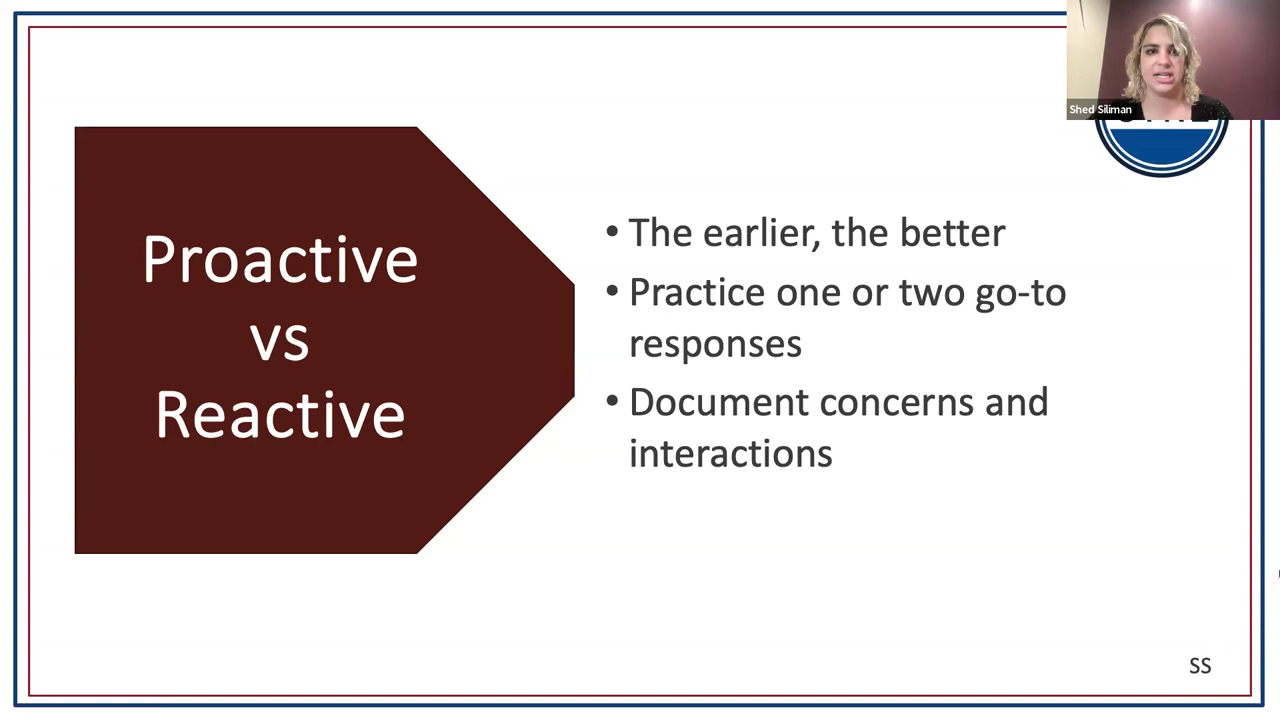 Shed Siliman
Proactive
vs
Reactive
• The earlier, the better
• Practice one or two go-to
responses
• Document concerns and
interactions
SS